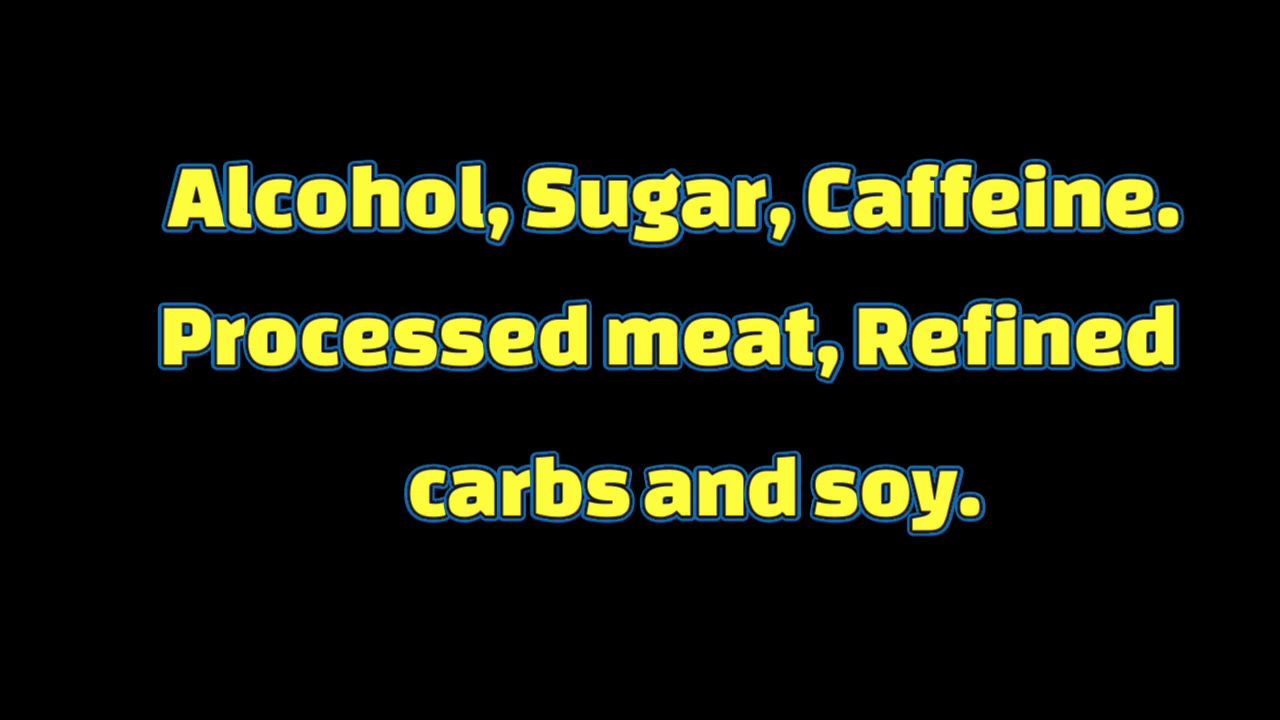 Alcohol, Sugar, Caffeine.
Processed meat, Refined
carbs and soy.